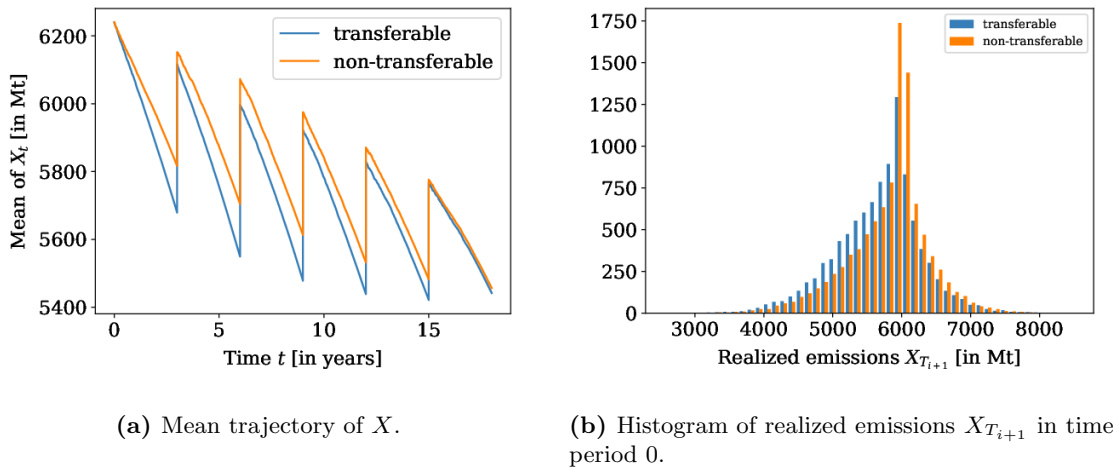 transferable
non-transferable
6200
6000
5800
5600
5400
Mean of X_t [in Mt]
0
5
10
15
Time t [in years]
(a) Mean trajectory of X.
transferable
non-transferable
1750
1500
1250
1000
750
500
250
0
3000
4000
5000
6000
7000
8000
Realized emissions X_{T_{i+1}} [in Mt]
(b) Histogram of realized emissions X_{T_{i+1}} in time
period 0.